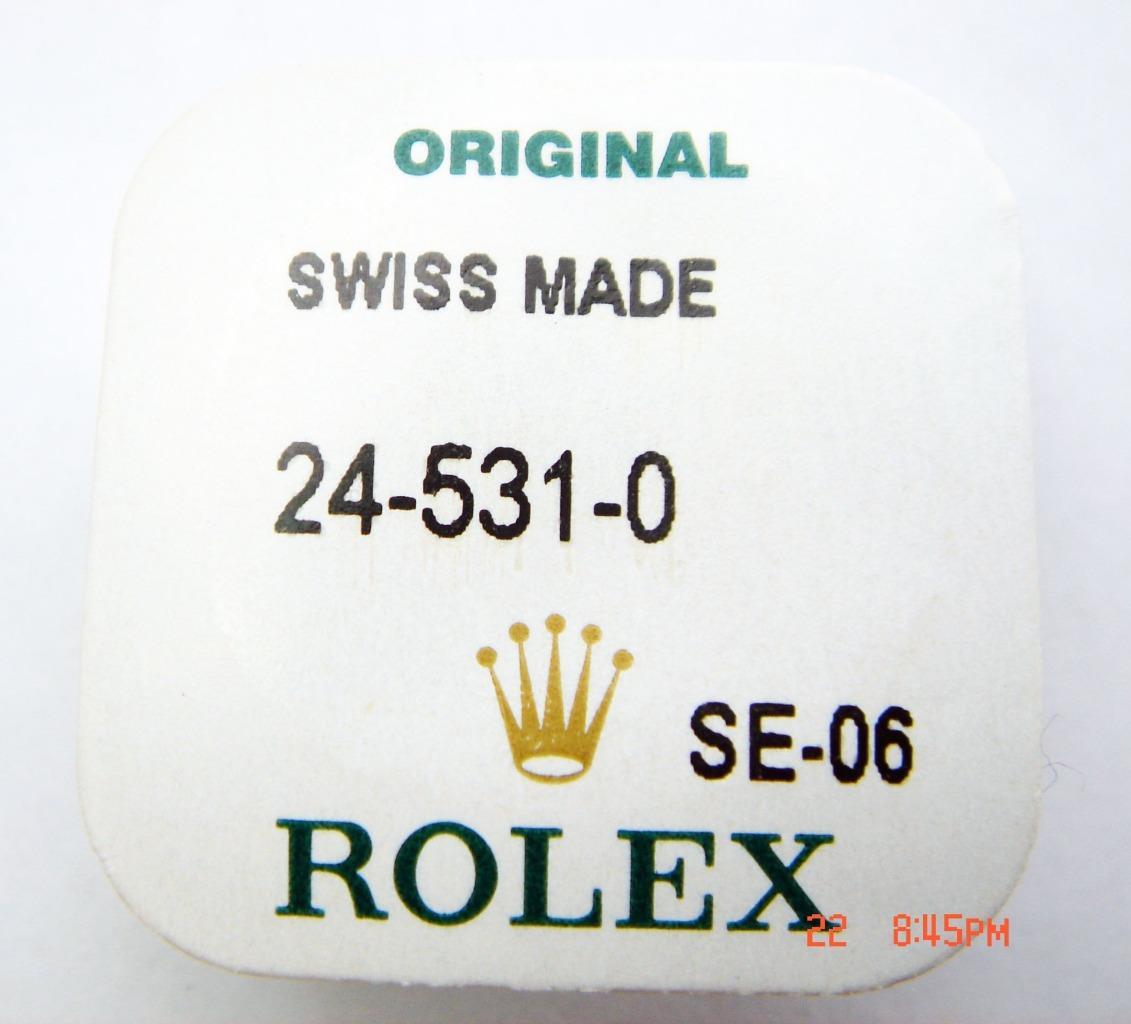 ORIGINAL
SWISS MADE
24-531-0
SE-06
ROLEX
22 8:45PM